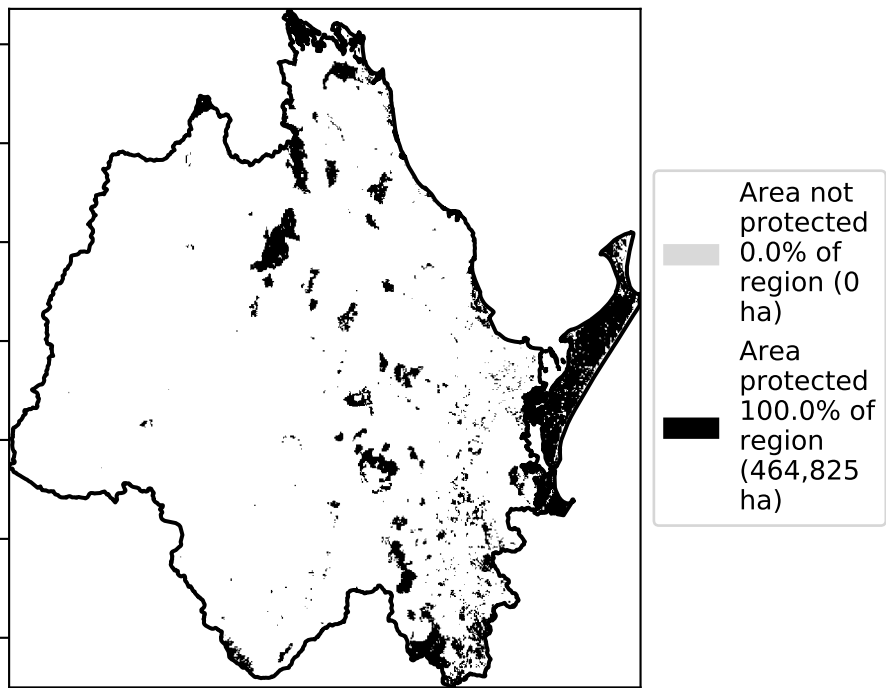 Area not
protected
0.0% of
region (0
ha)
Area
protected
100.0% of
region
(464,825
ha)